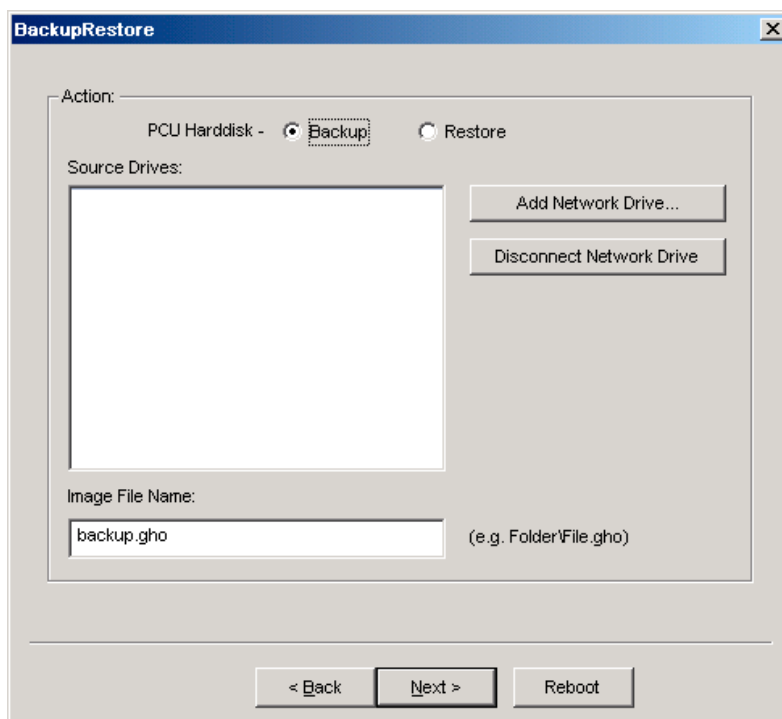 BackupRestore
Action:
PCU Harddisk - Backup Restore
Source Drives:
Add Network Drive...
Disconnect Network Drive
Image File Name:
backup.gho (e.g. Folder\File.gho)
< Back Next > Reboot